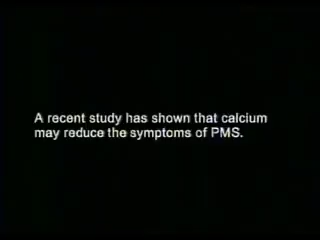 A recent study has shown that calcium
may reduce the symptoms of PMS.